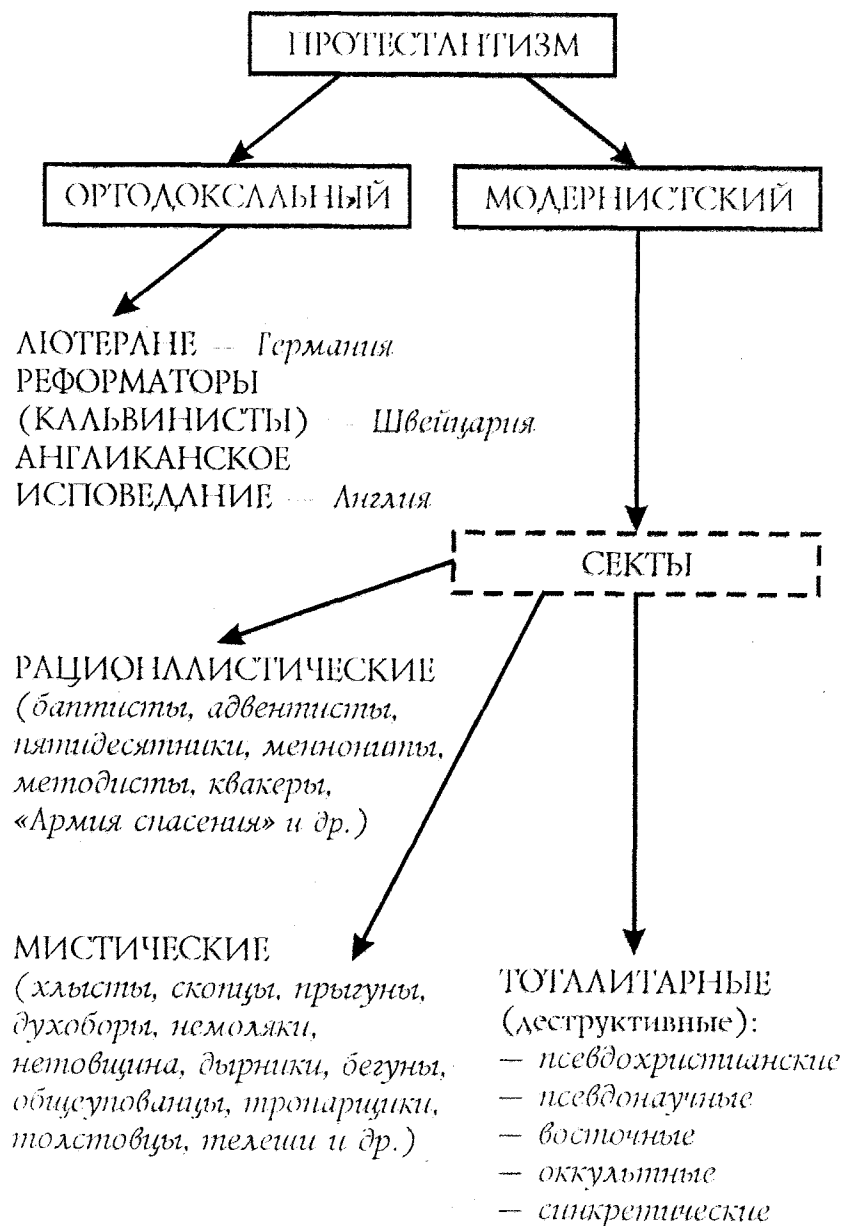 ПРОТЕСТАНТИЗМ
ОРТОДОКСАЛЬНЫЙ
МОДЕРНИСТСКИЙ
ЛЮТЕРАНЕ — Германия
РЕФОРМАТОРЫ
(КАЛЬВИНИСТЫ) — Швейцария
АНГЛИКАНСКОЕ
ИСПОВЕДАНИЕ — Англия
СЕКТЫ
РАЦИОНАЛИСТИЧЕСКИЕ
(баптисты, адвентисты,
пятидесятники, меннониты,
методисты, квакеры,
«Армия спасения» и др.)
МИСТИЧЕСКИЕ
(хлысты, скопцы, прыгуны,
духоборы, немоляки,
нетовщина, дырники, бегуны,
общеупованцы, тропарщики,
толстовцы, телеши и др.)
ТОТАЛИТАРНЫЕ
(деструктивные):
— псевдохристианские
— псевдонаучные
— восточные
— оккультные
— синкретические